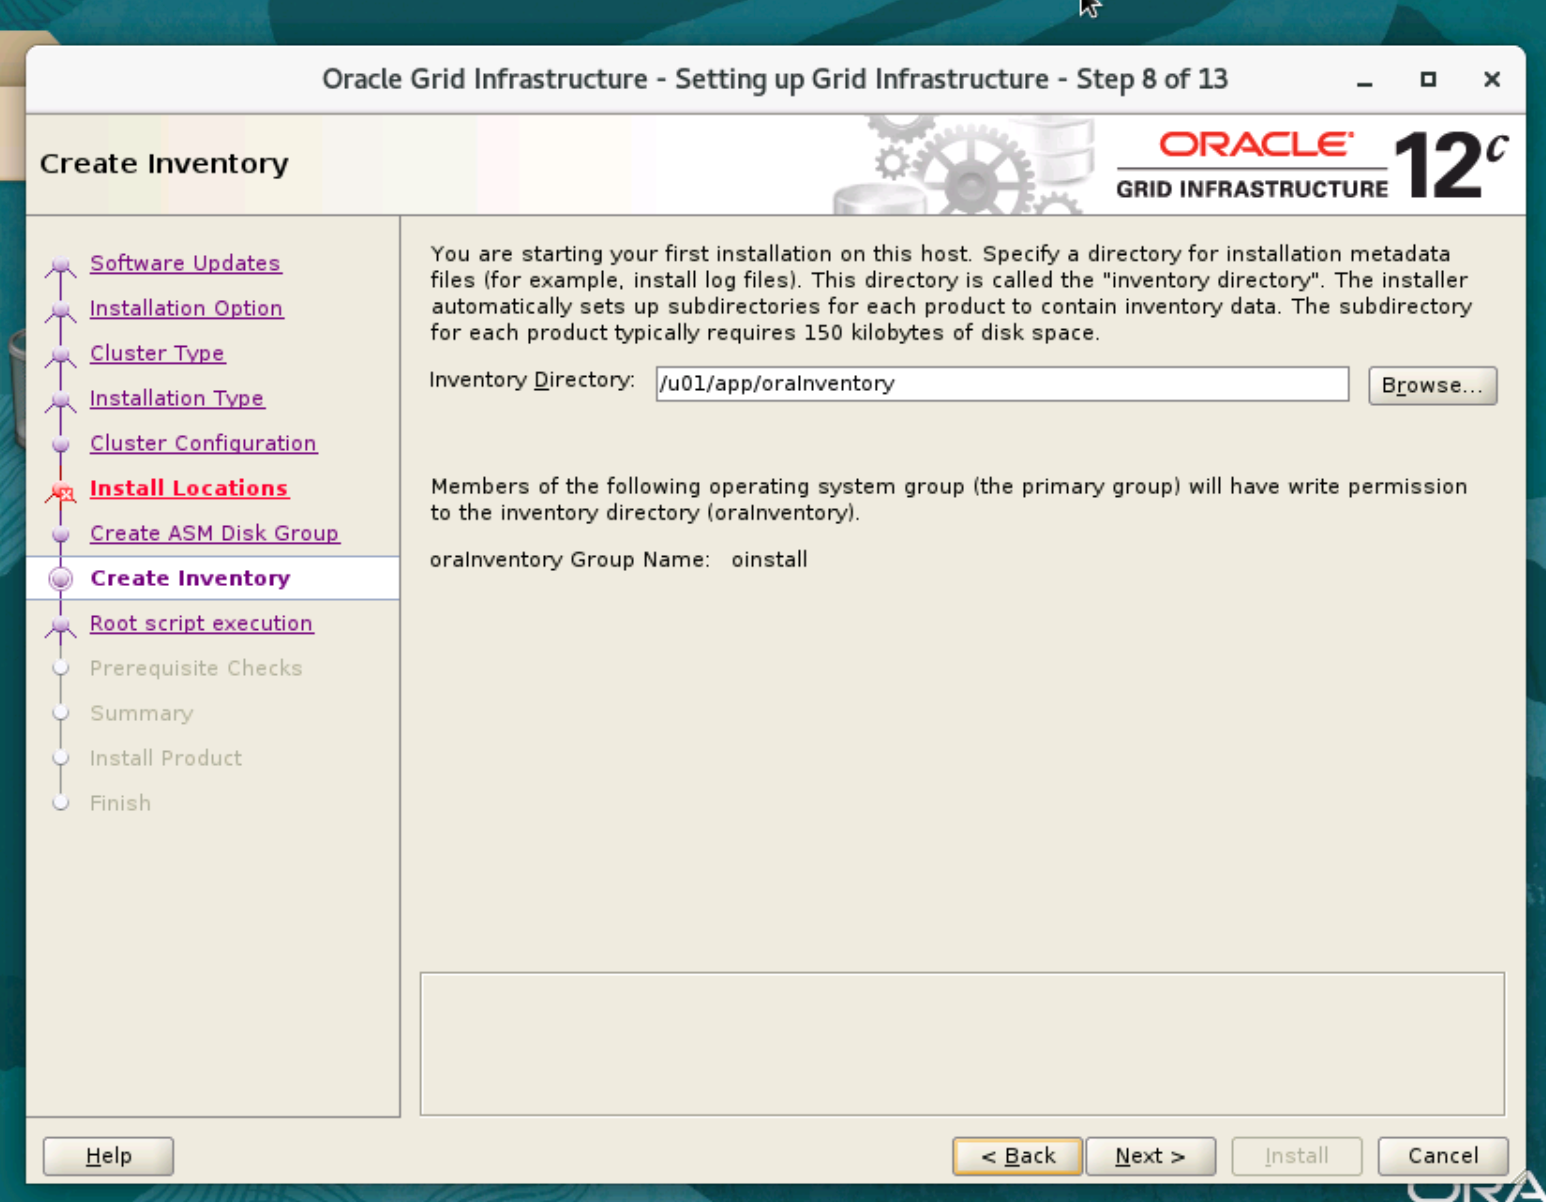 Oracle Grid Infrastructure - Setting up Grid Infrastructure - Step 8 of 13
Create Inventory
ORACLE
GRID INFRASTRUCTURE
12c
Software Updates
Installation Option
Cluster Type
Installation Type
Cluster Configuration
Install Locations
Create ASM Disk Group
Create Inventory
Root script execution
Prerequisite Checks
Summary
Install Product
Finish
You are starting your first installation on this host. Specify a directory for installation metadata
files (for example, install log files). This directory is called the "inventory directory". The installer
automatically sets up subdirectories for each product to contain inventory data. The subdirectory
for each product typically requires 150 kilobytes of disk space.
Inventory Directory: /u01/app/oraInventory Browse...
Members of the following operating system group (the primary group) will have write permission
to the inventory directory (oraInventory).
oraInventory Group Name: oinstall
Help < Back Next > Install Cancel